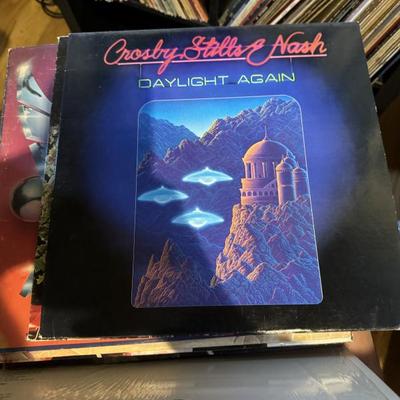 Crosby, Stills & Nash
DAYLIGHT AGAIN